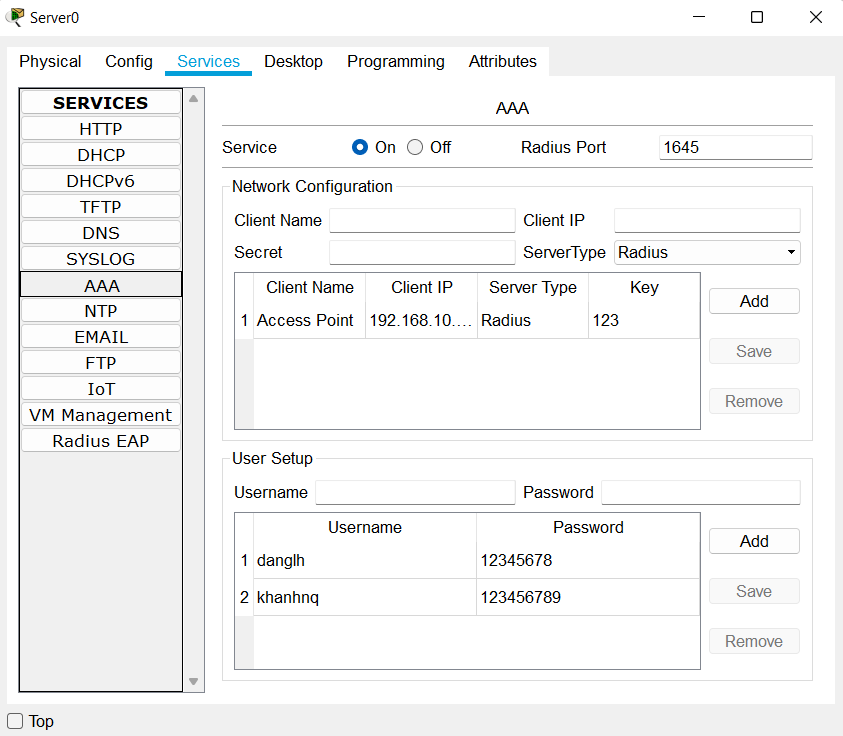 Server0
Physical Config Services Desktop Programming Attributes
SERVICES
HTTP
DHCP
DHCPv6
TFTP
DNS
SYSLOG
AAA
NTP
EMAIL
FTP
IoT
VM Management
Radius EAP
AAA
Service On Off Radius Port 1645
Network Configuration
Client Name Client IP
Secret ServerType Radius
Client Name Client IP Server Type Key
1 Access Point 192.168.10.… Radius 123
Add
Save
Remove
User Setup
Username Password
Username Password
1 danglh 12345678
2 khanhnq 123456789
Add
Save
Remove
Top